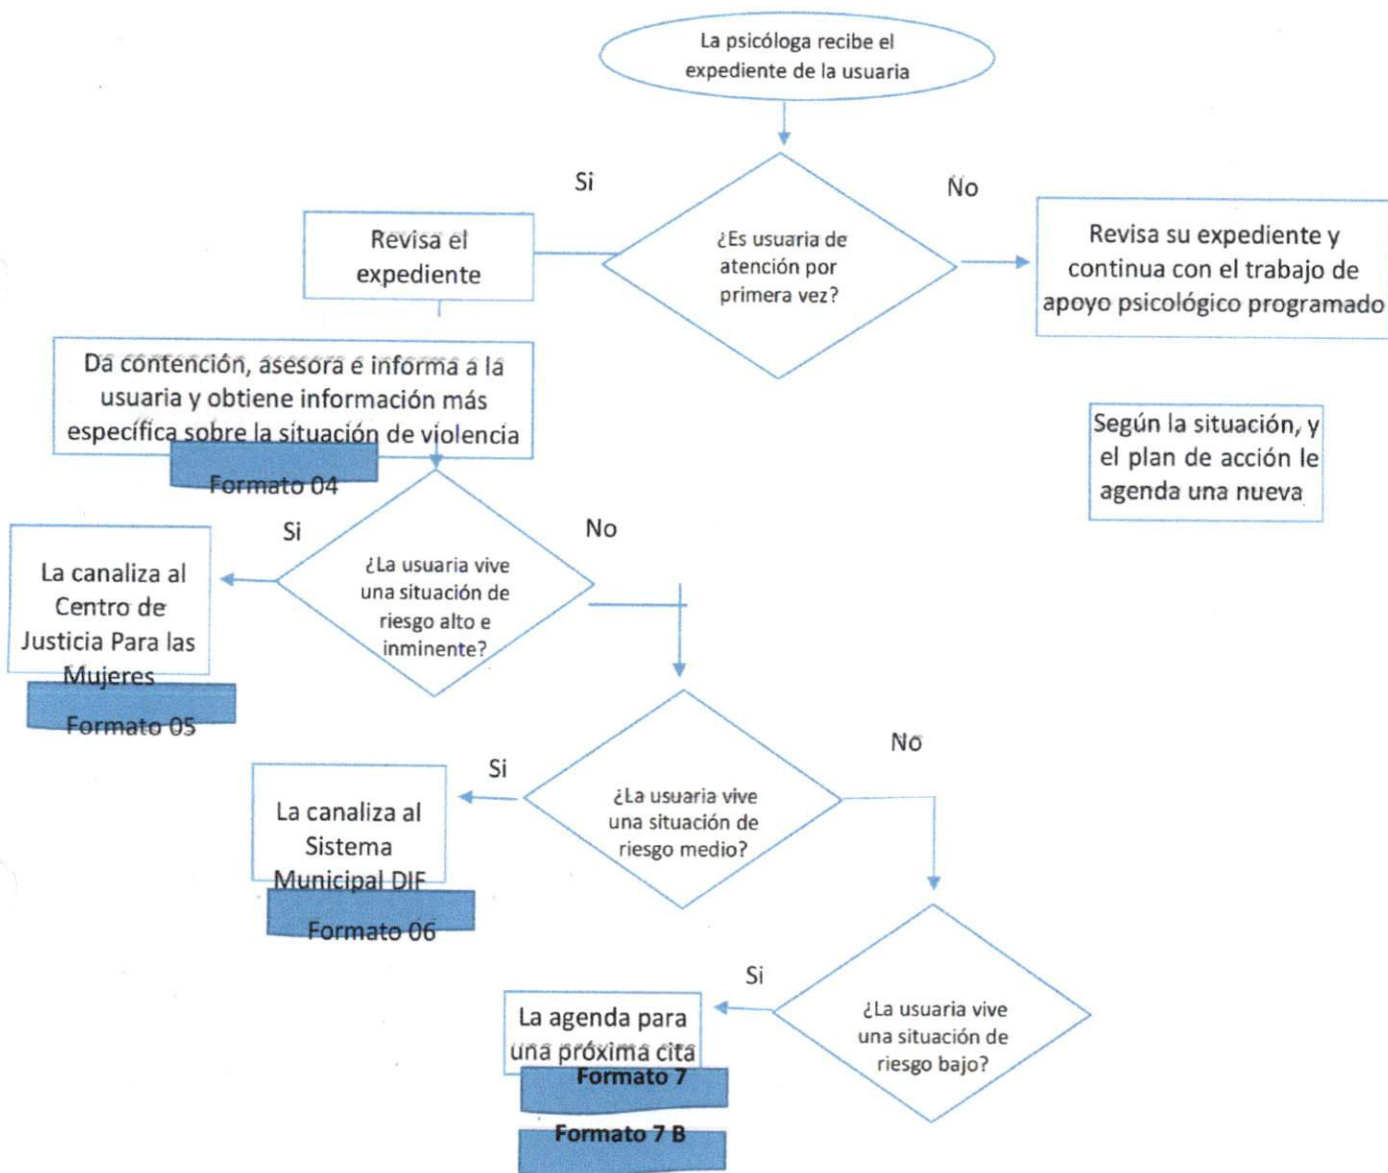 La psicóloga recibe el
expediente de la usuaria
Si
No
¿Es usuaria de
atención por
primera vez?
Revisa el
expediente
Revisa su expediente y
continua con el trabajo de
apoyo psicológico programado
Da contención, asesora e informa a la
usuaria y obtiene información más
específica sobre la situación de violencia
Formato 04
Según la situación, y
el plan de acción le
agenda una nueva
Si
No
¿La usuaria vive
una situación de
riesgo alto e
inminente?
La canaliza al
Centro de
Justicia Para las
Mujeres
Formato 05
Si
No
¿La usuaria vive
una situación de
riesgo medio?
La canaliza al
Sistema
Municipal DIF
Formato 06
Si
¿La usuaria vive
una situación de
riesgo bajo?
La agenda para
una próxima cita
Formato 7
Formato 7 B